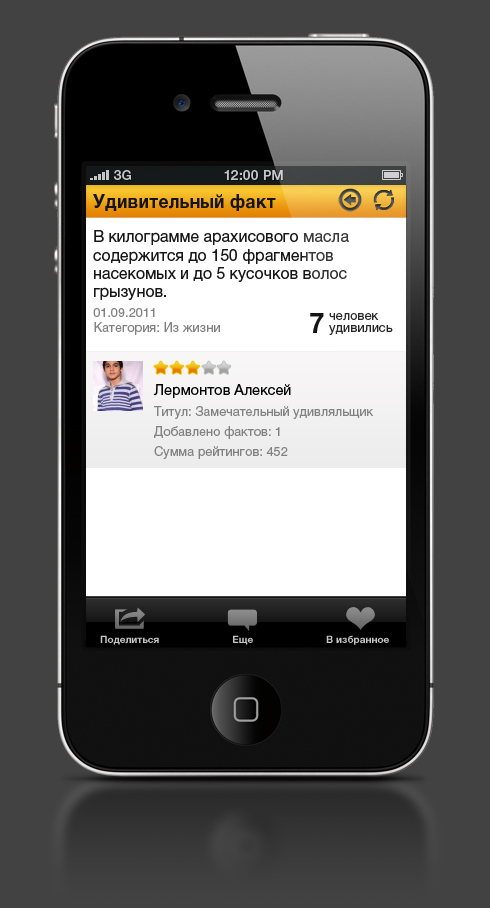 3G 12:00 PM
Удивительный факт
В килограмме арахисового масла
содержится до 150 фрагментов
насекомых и до 5 кусочков волос
грызунов.
01.09.2011
Категория: Из жизни
7 человек
удивились
Лермонтов Алексей
Титул: Замечательный удивляльщик
Добавлено фактов: 1
Сумма рейтингов: 452
Поделиться Еще В избранное